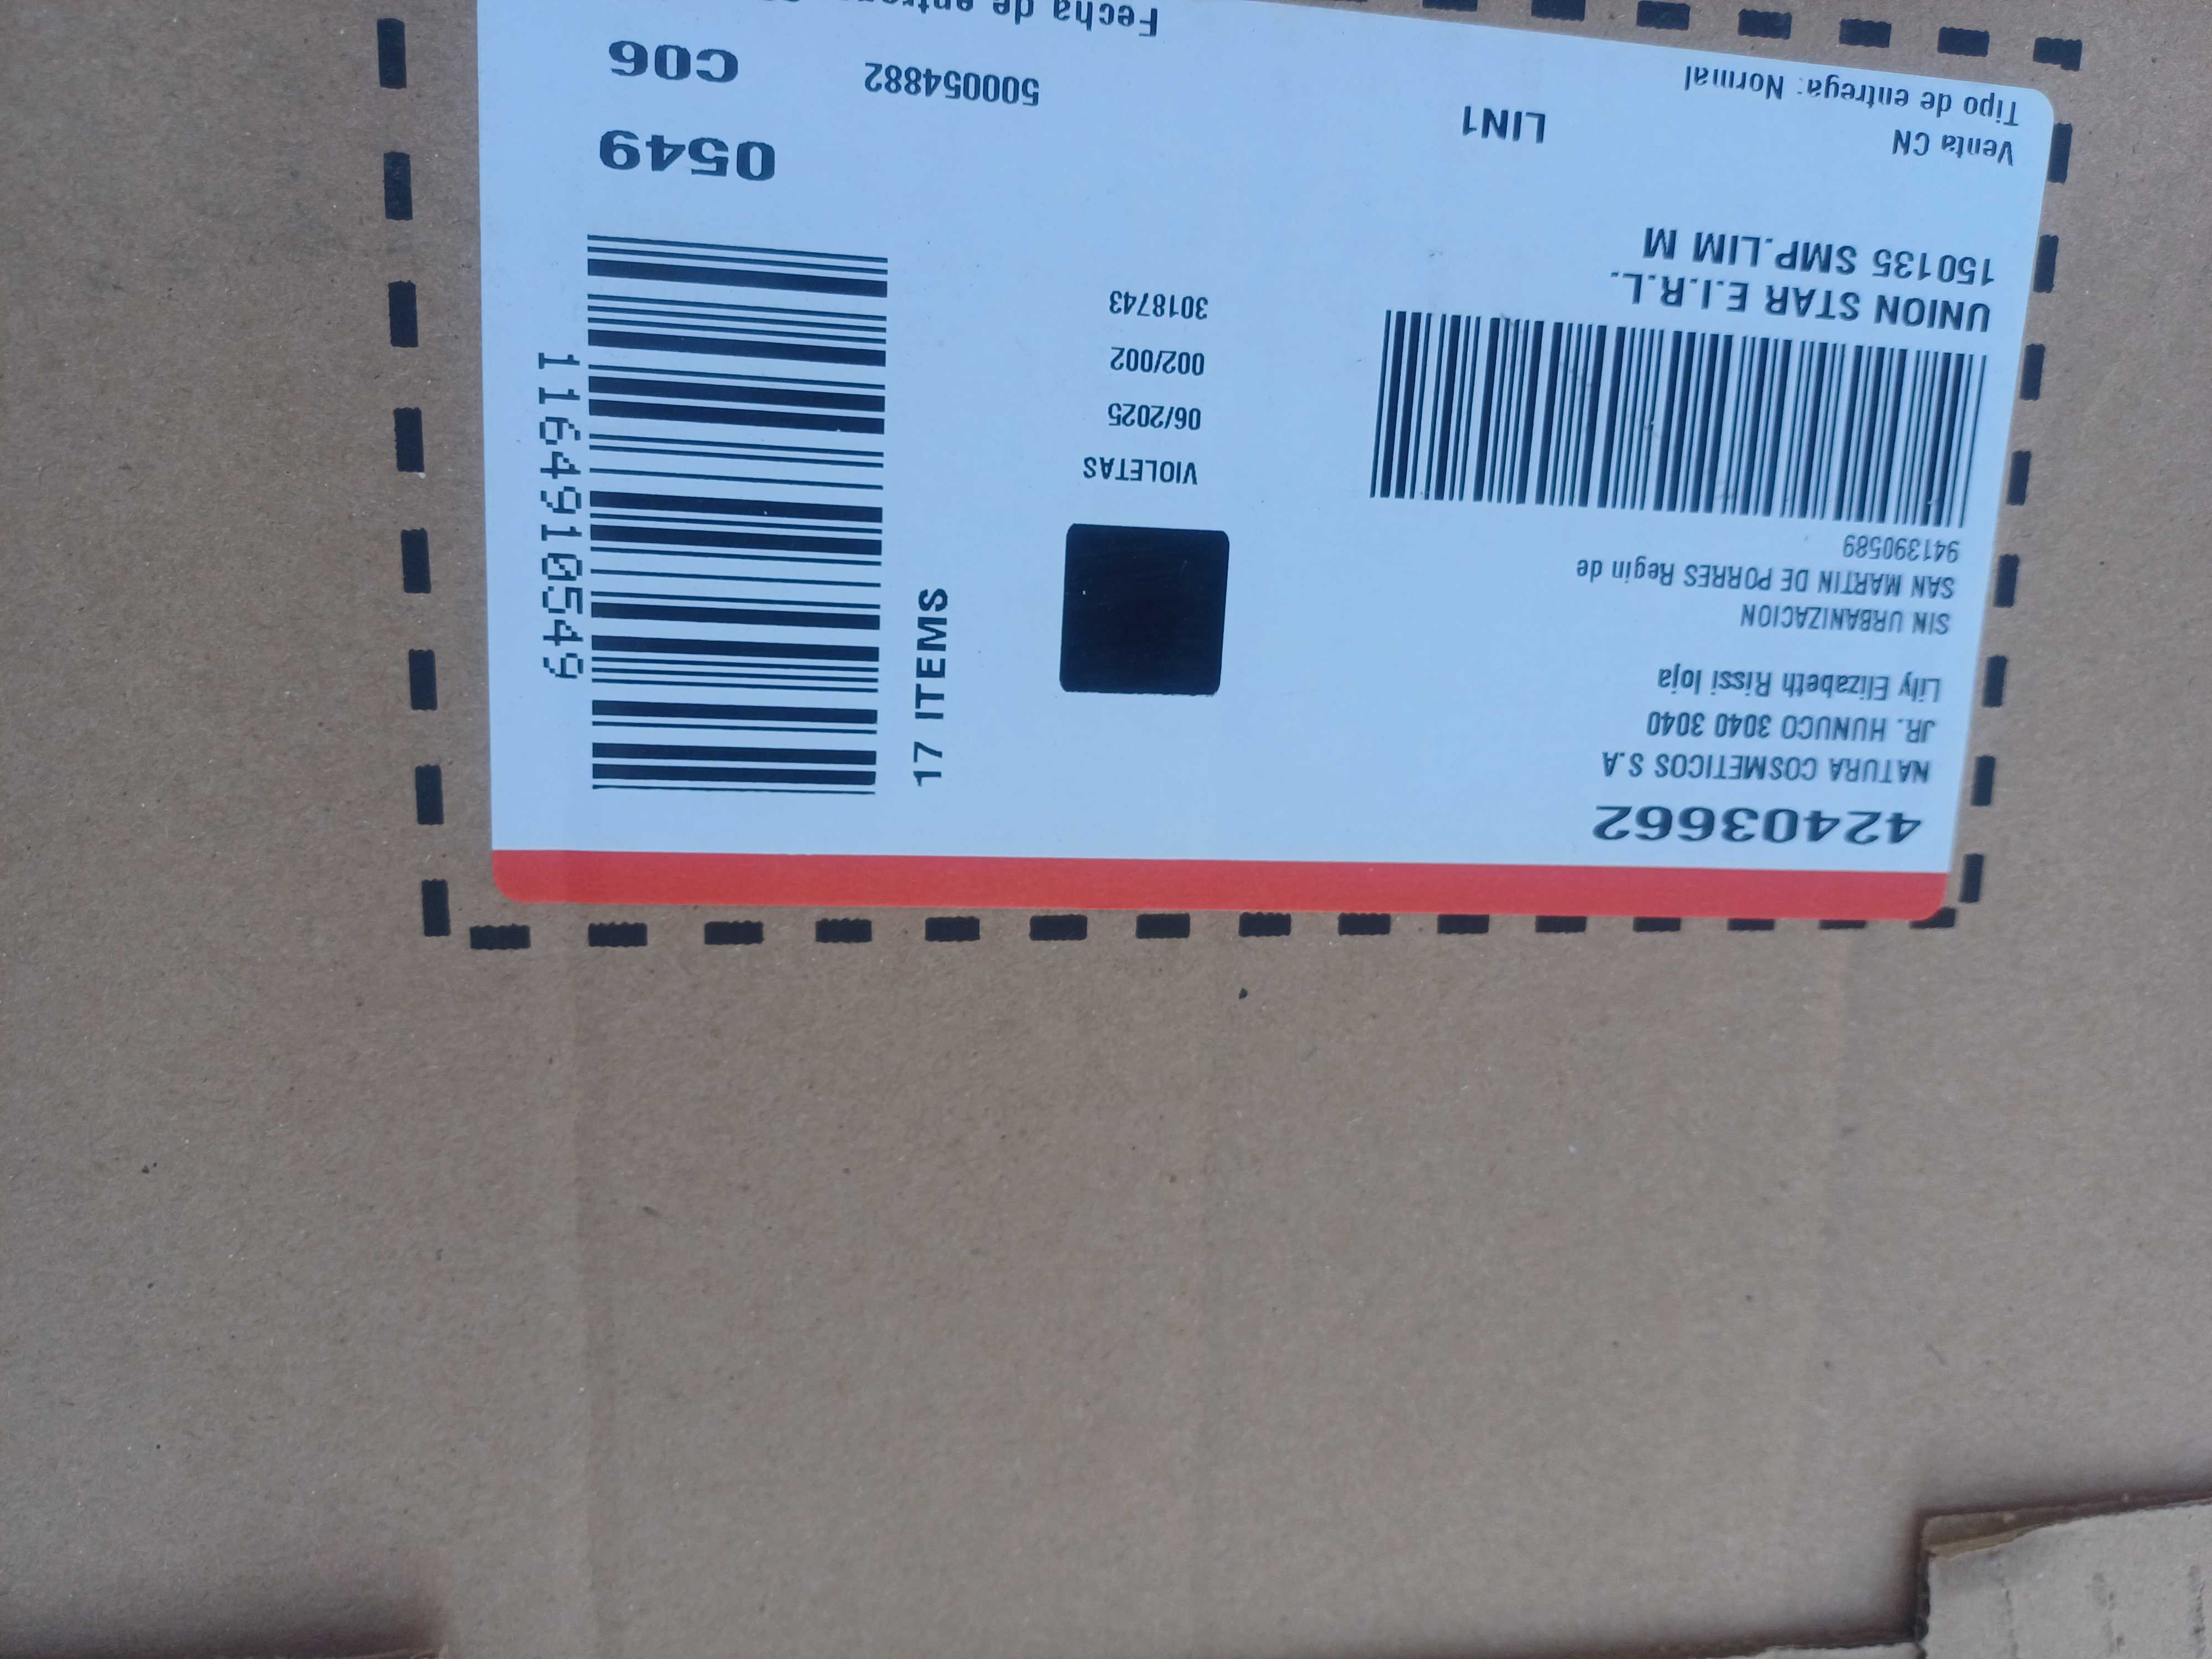 42403662
NATURA COSMETICOS S.A
JR. HUNUCO 3040 3040
Lily Elizabeth Rissi loja
SIN URBANIZACION
SAN MARTIN DE PORRES Regin de
941390589
UNION STAR E.I.R.L.
150135 SMP.LIM M
Venta CN
Tipo de entrega: Normal
LIN1
VIOLETAS
06/2025
002/002
3018743
17 ITEMS
1164910549
0549
500054882
C06
Fecha de